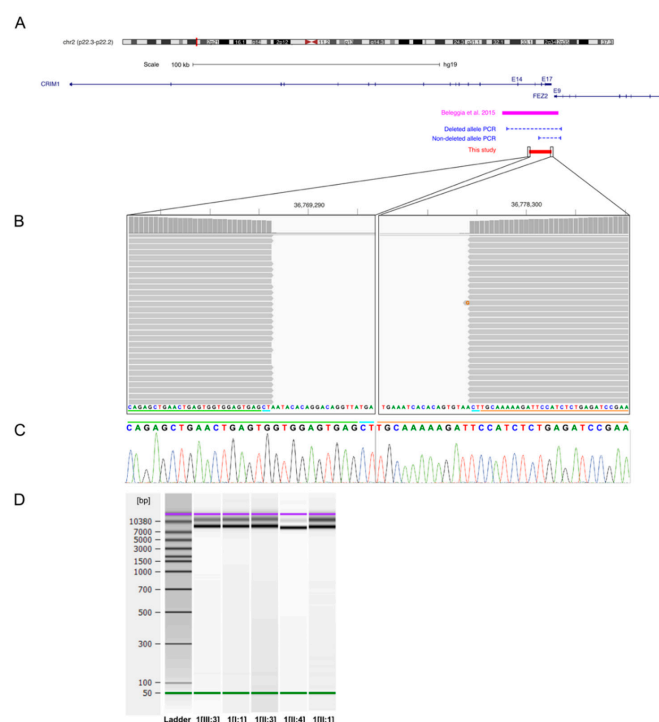 A
chr2 (p22.3-p22.2)
Scale
100 kb
hg19
CRIM1
E14
E17
FEZ2
E9
Beleggia et al. 2015
Deleted allele PCR
Non-deleted allele PCR
This study
B
36,769,290
36,778,300
CAGAGCTGAACTGAGTGGTGGAGTGAGCTAATACACAGGACAGGTTATGA
TGAAATCACACAGTGTAACTTGCAAAAAGATTCCATCTCTGAGATCCGAA
C
CAGAGCTGAACTGAGTGGTGGAGTGAGCTTGCAAAAAGATTCCATCTCTGAGATCCGAA
D
[bp]
10380
7000
5000
3000
1500
1000
700
500
300
100
50
Ladder 1[III:3] 1[I:1] 1[II:3] 1[II:4] 1[II:1]